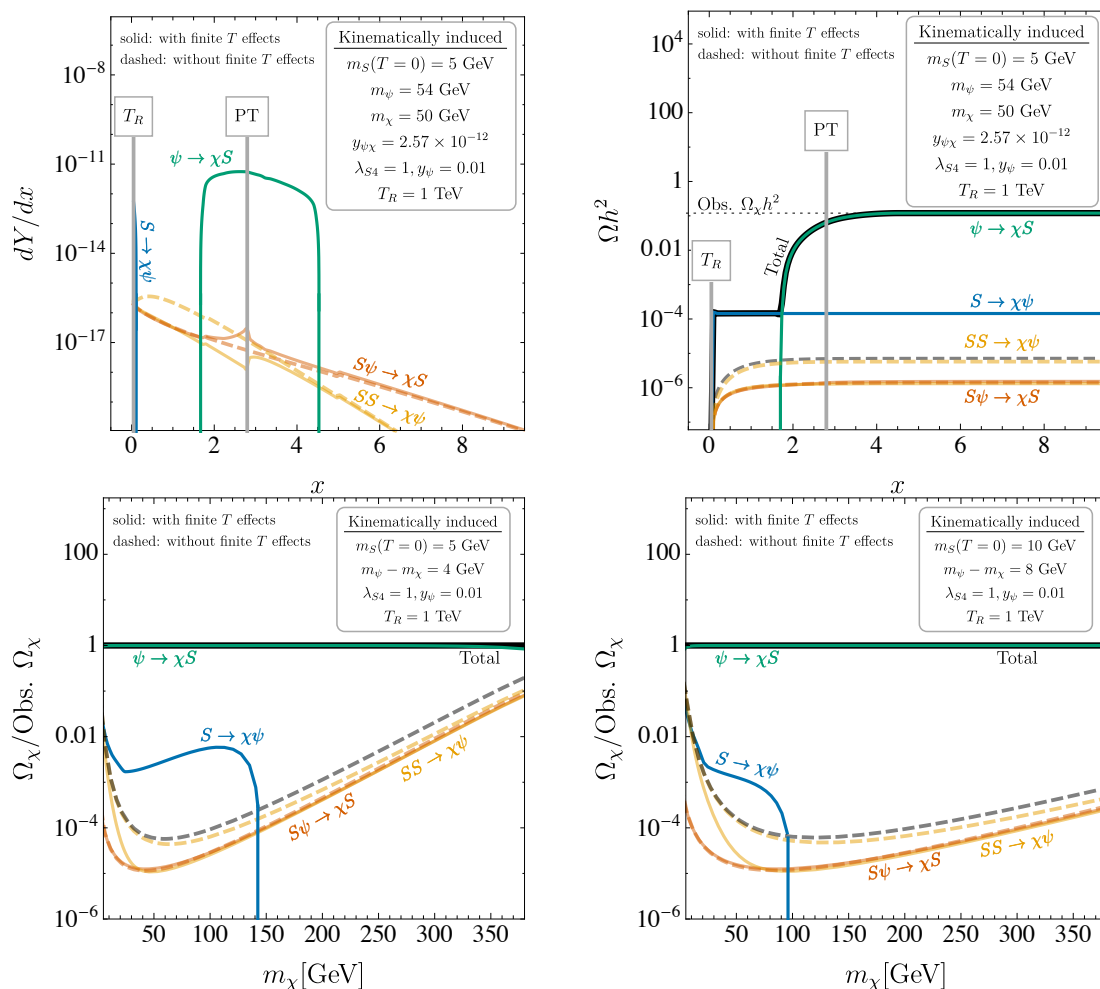 solid: with finite T effects
dashed: without finite T effects
Kinematically induced
m_S(T = 0) = 5 GeV
m_ψ = 54 GeV
m_χ = 50 GeV
y_ψχ = 2.57 × 10^-12
λ_S4 = 1, y_ψ = 0.01
T_R = 1 TeV
T_R
PT
ψ → χS
S → χψ
Sψ → χS
SS → χψ
dY/dx
10^-8
10^-11
10^-14
10^-17
0 2 4 6 8
x
solid: with finite T effects
dashed: without finite T effects
Kinematically induced
m_S(T = 0) = 5 GeV
m_ψ = 54 GeV
m_χ = 50 GeV
y_ψχ = 2.57 × 10^-12
λ_S4 = 1, y_ψ = 0.01
T_R = 1 TeV
PT
Obs. Ω_χh^2
T_R
Total
ψ → χS
S → χψ
SS → χψ
Sψ → χS
Ωh^2
10^4
100
1
0.01
10^-4
10^-6
0 2 4 6 8
x
solid: with finite T effects
dashed: without finite T effects
Kinematically induced
m_S(T = 0) = 5 GeV
m_ψ − m_χ = 4 GeV
λ_S4 = 1, y_ψ = 0.01
T_R = 1 TeV
ψ → χS
Total
S → χψ
SS → χψ
Sψ → χS
Ω_χ/Obs. Ω_χ
100
1
0.01
10^-4
10^-6
50 100 150 200 250 300 350
m_χ[GeV]
solid: with finite T effects
dashed: without finite T effects
Kinematically induced
m_S(T = 0) = 10 GeV
m_ψ − m_χ = 8 GeV
λ_S4 = 1, y_ψ = 0.01
T_R = 1 TeV
ψ → χS
Total
S → χψ
SS → χψ
Sψ → χS
Ω_χ/Obs. Ω_χ
100
1
0.01
10^-4
10^-6
50 100 150 200 250 300 350
m_χ[GeV]